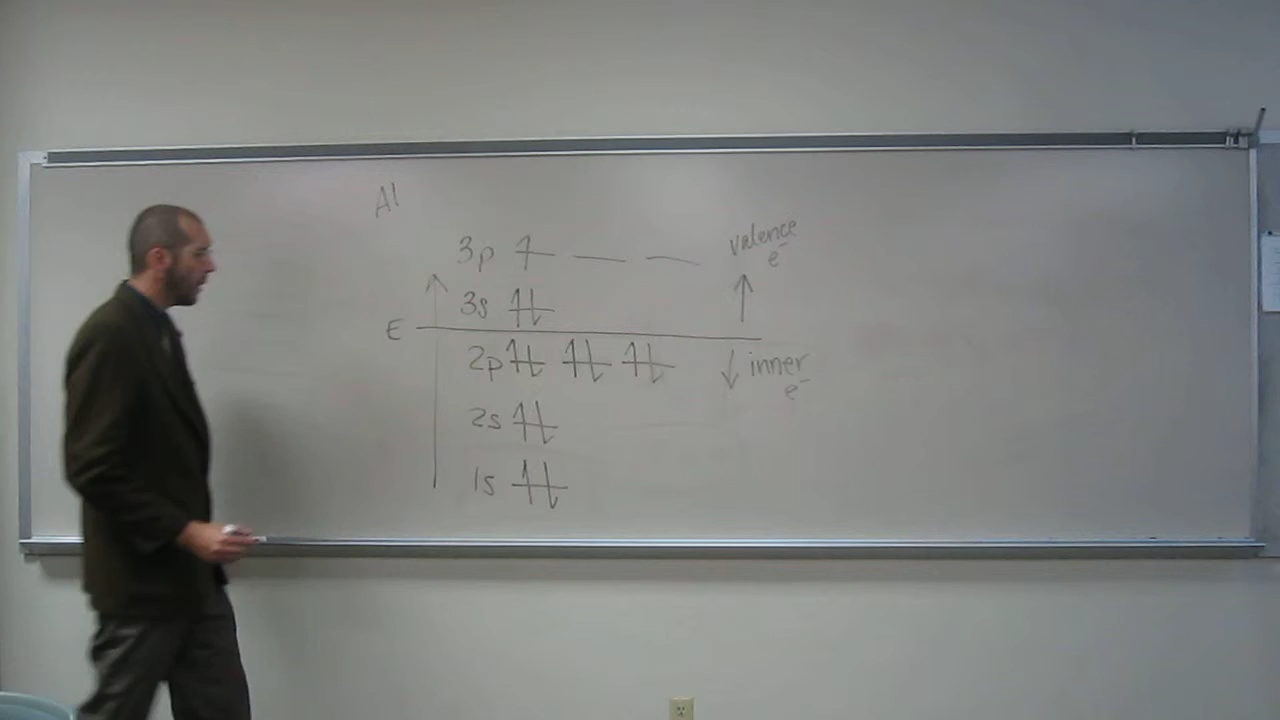 Al
3p ↿ valence
e⁻
3s ↿⇂
E
2p ↿⇂ ↿⇂ ↿⇂ inner
e⁻
2s ↿⇂
1s ↿⇂